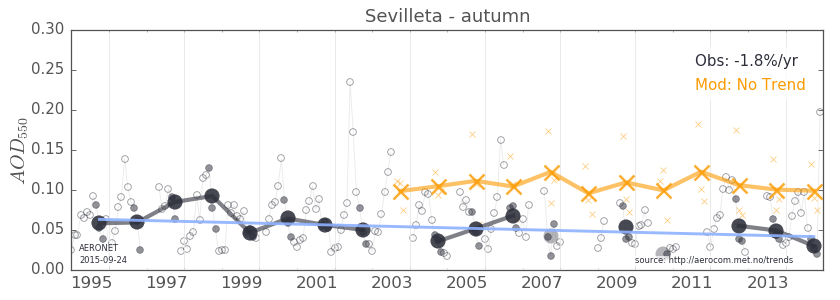 Sevilleta - autumn
0.30
0.25
0.20
0.15
0.10
0.05
0.00
AOD550
Obs: -1.8%/yr
Mod: No Trend
AERONET
2015-09-24
source: http://aerocom.met.no/trends
1995 1997 1999 2001 2003 2005 2007 2009 2011 2013